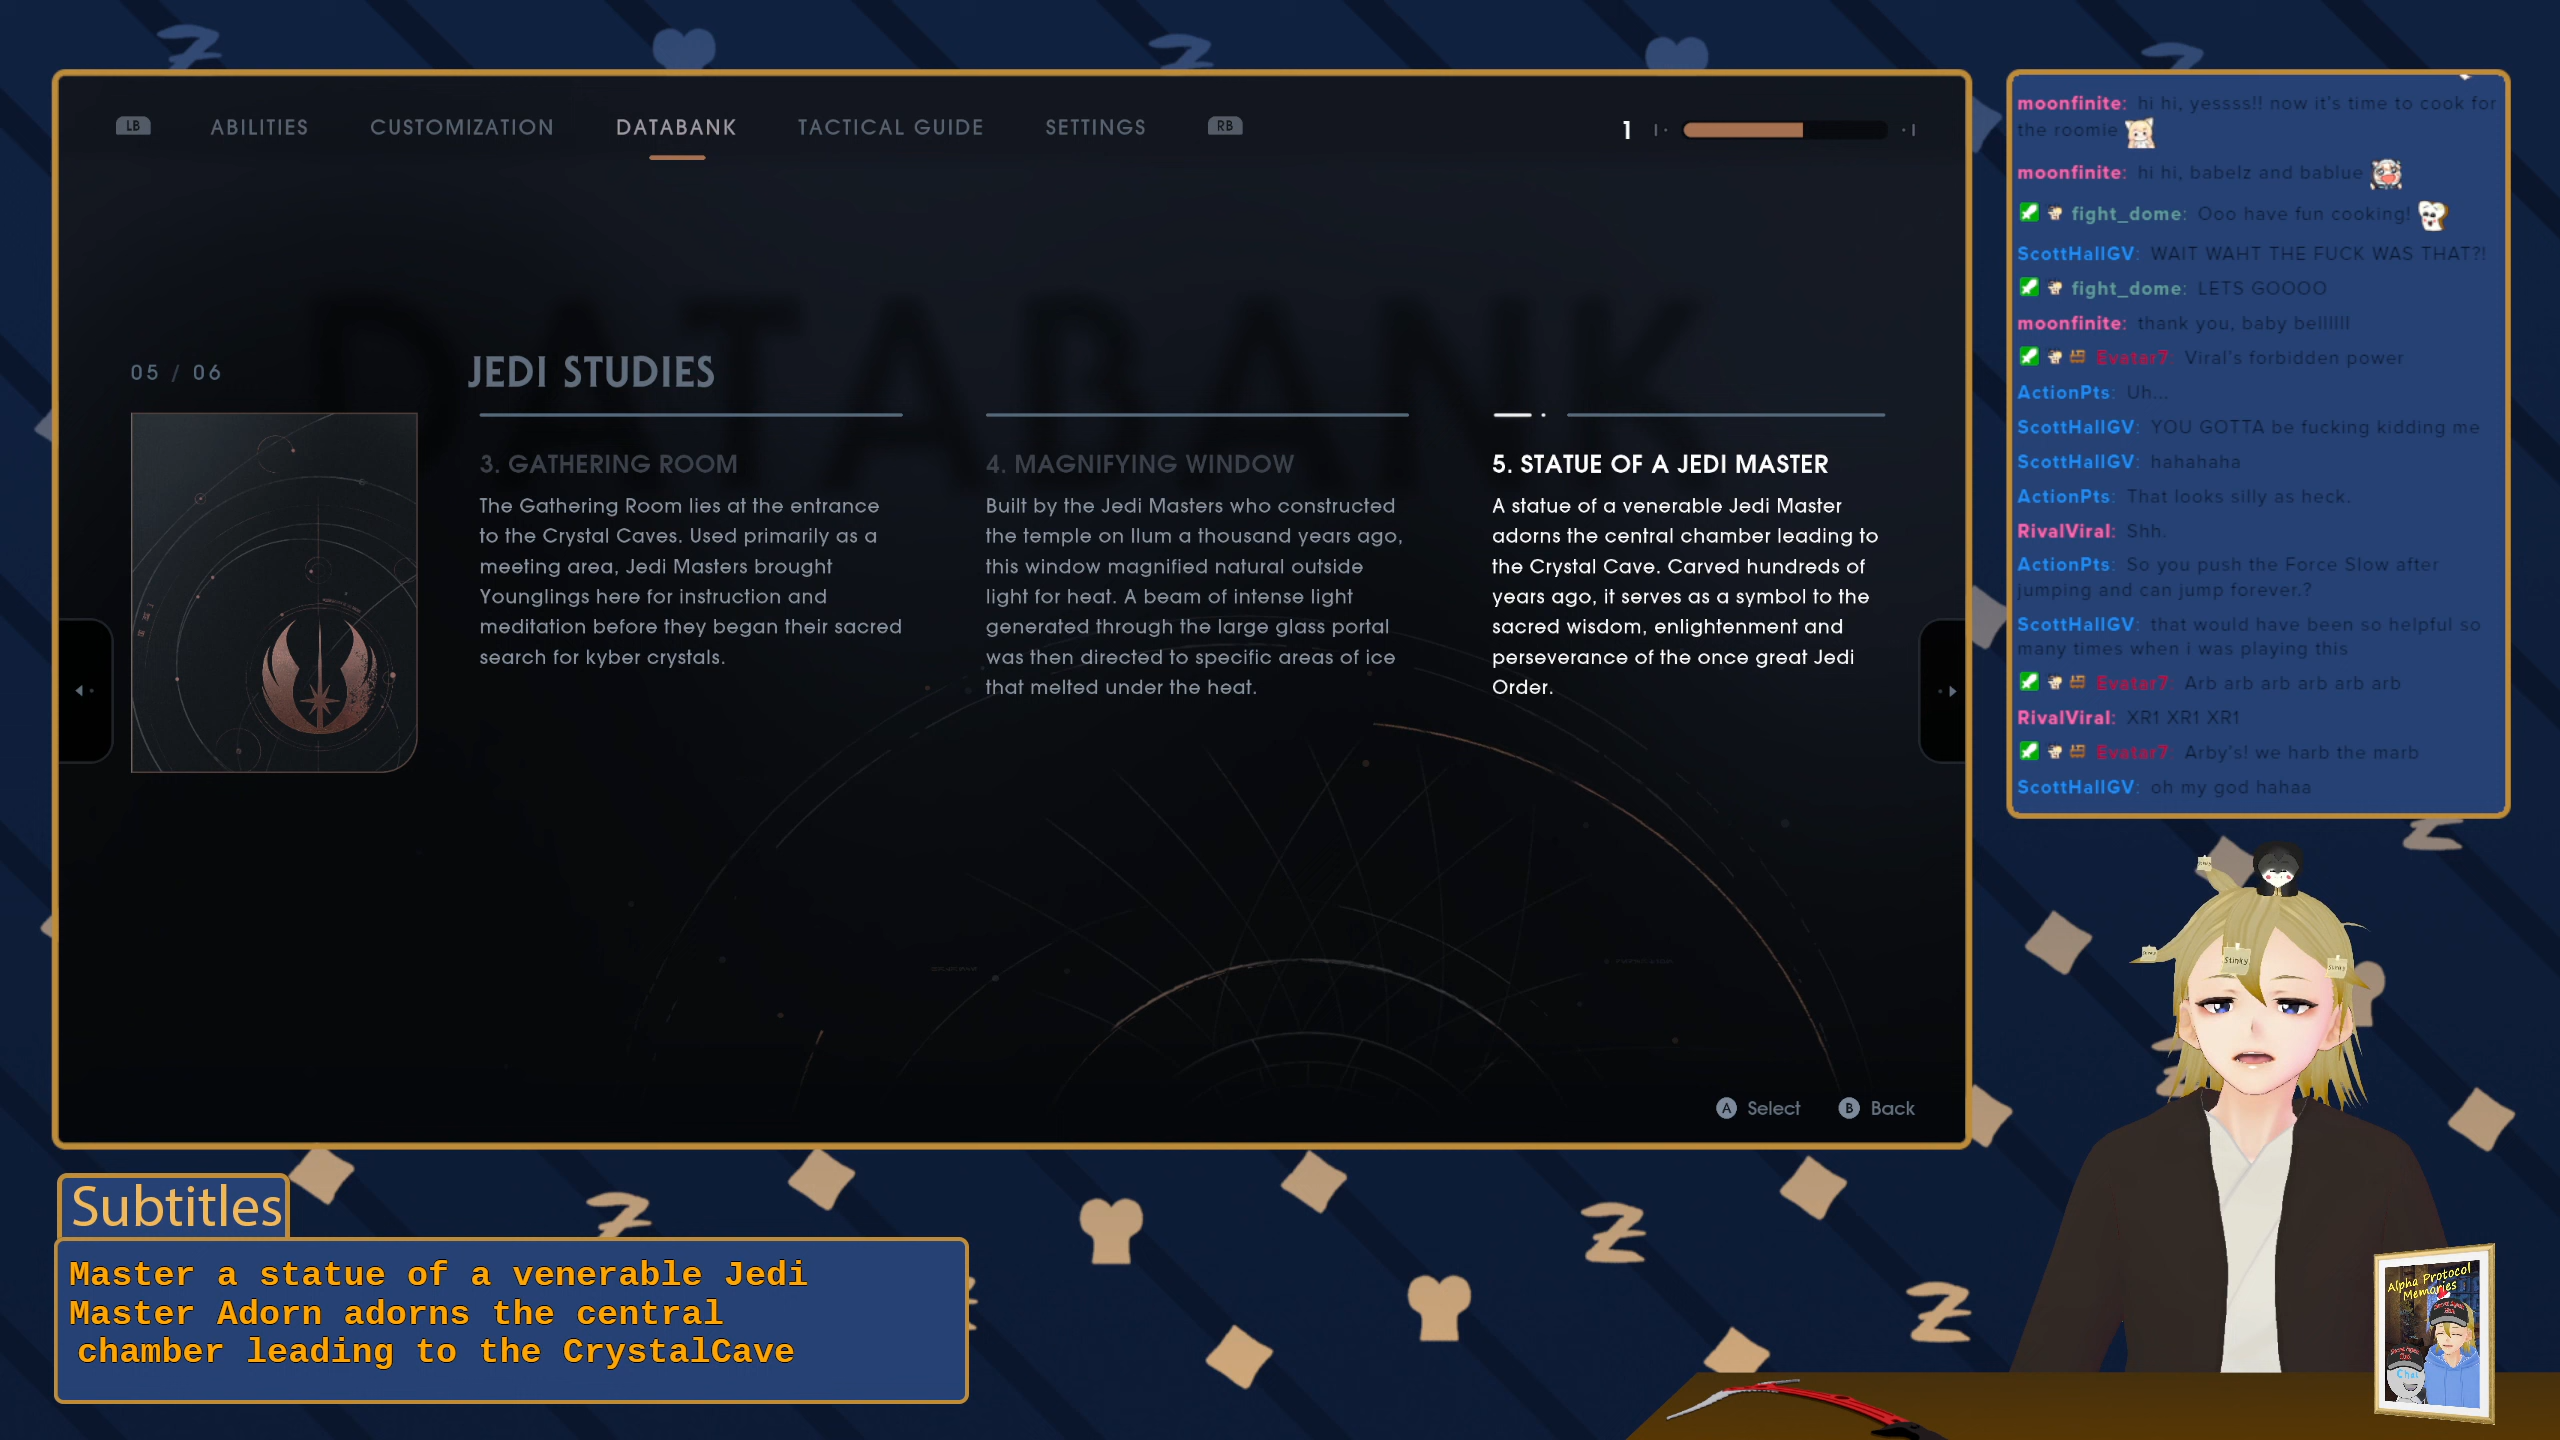 LB ABILITIES CUSTOMIZATION DATABANK TACTICAL GUIDE SETTINGS RB
1
DATABANK
05 / 06
JEDI STUDIES
3. GATHERING ROOM
The Gathering Room lies at the entrance
to the Crystal Caves. Used primarily as a
meeting area, Jedi Masters brought
Younglings here for instruction and
meditation before they began their sacred
search for kyber crystals.
4. MAGNIFYING WINDOW
Built by the Jedi Masters who constructed
the temple on Ilum a thousand years ago,
this window magnified natural outside
light for heat. A beam of intense light
generated through the large glass portal
was then directed to specific areas of ice
that melted under the heat.
5. STATUE OF A JEDI MASTER
A statue of a venerable Jedi Master
adorns the central chamber leading to
the Crystal Cave. Carved hundreds of
years ago, it serves as a symbol to the
sacred wisdom, enlightenment and
perseverance of the once great Jedi
Order.
A Select B Back
moonfinite: hi hi, yessss!! now it's time to cook for
the roomie
moonfinite: hi hi, babelz and bablue
fight_dome: Ooo have fun cooking!
ScottHallGV: WAIT WAHT THE FUCK WAS THAT?!
fight_dome: LETS GOOOO
moonfinite: thank you, baby bellllll
Evatar7: Viral's forbidden power
ActionPts: Uh...
ScottHallGV: YOU GOTTA be fucking kidding me
ScottHallGV: hahahaha
ActionPts: That looks silly as heck.
RivalViral: Shh.
ActionPts: So you push the Force Slow after
jumping and can jump forever.?
ScottHallGV: that would have been so helpful so
many times when i was playing this
Evatar7: Arb arb arb arb arb arb
RivalViral: XR1 XR1 XR1
Evatar7: Arby's! we harb the marb
ScottHallGV: oh my god hahaa
Stinky
Subtitles
Master a statue of a venerable Jedi
Master Adorn adorns the central
chamber leading to the CrystalCave
Alpha Protocol
Memories
Chat